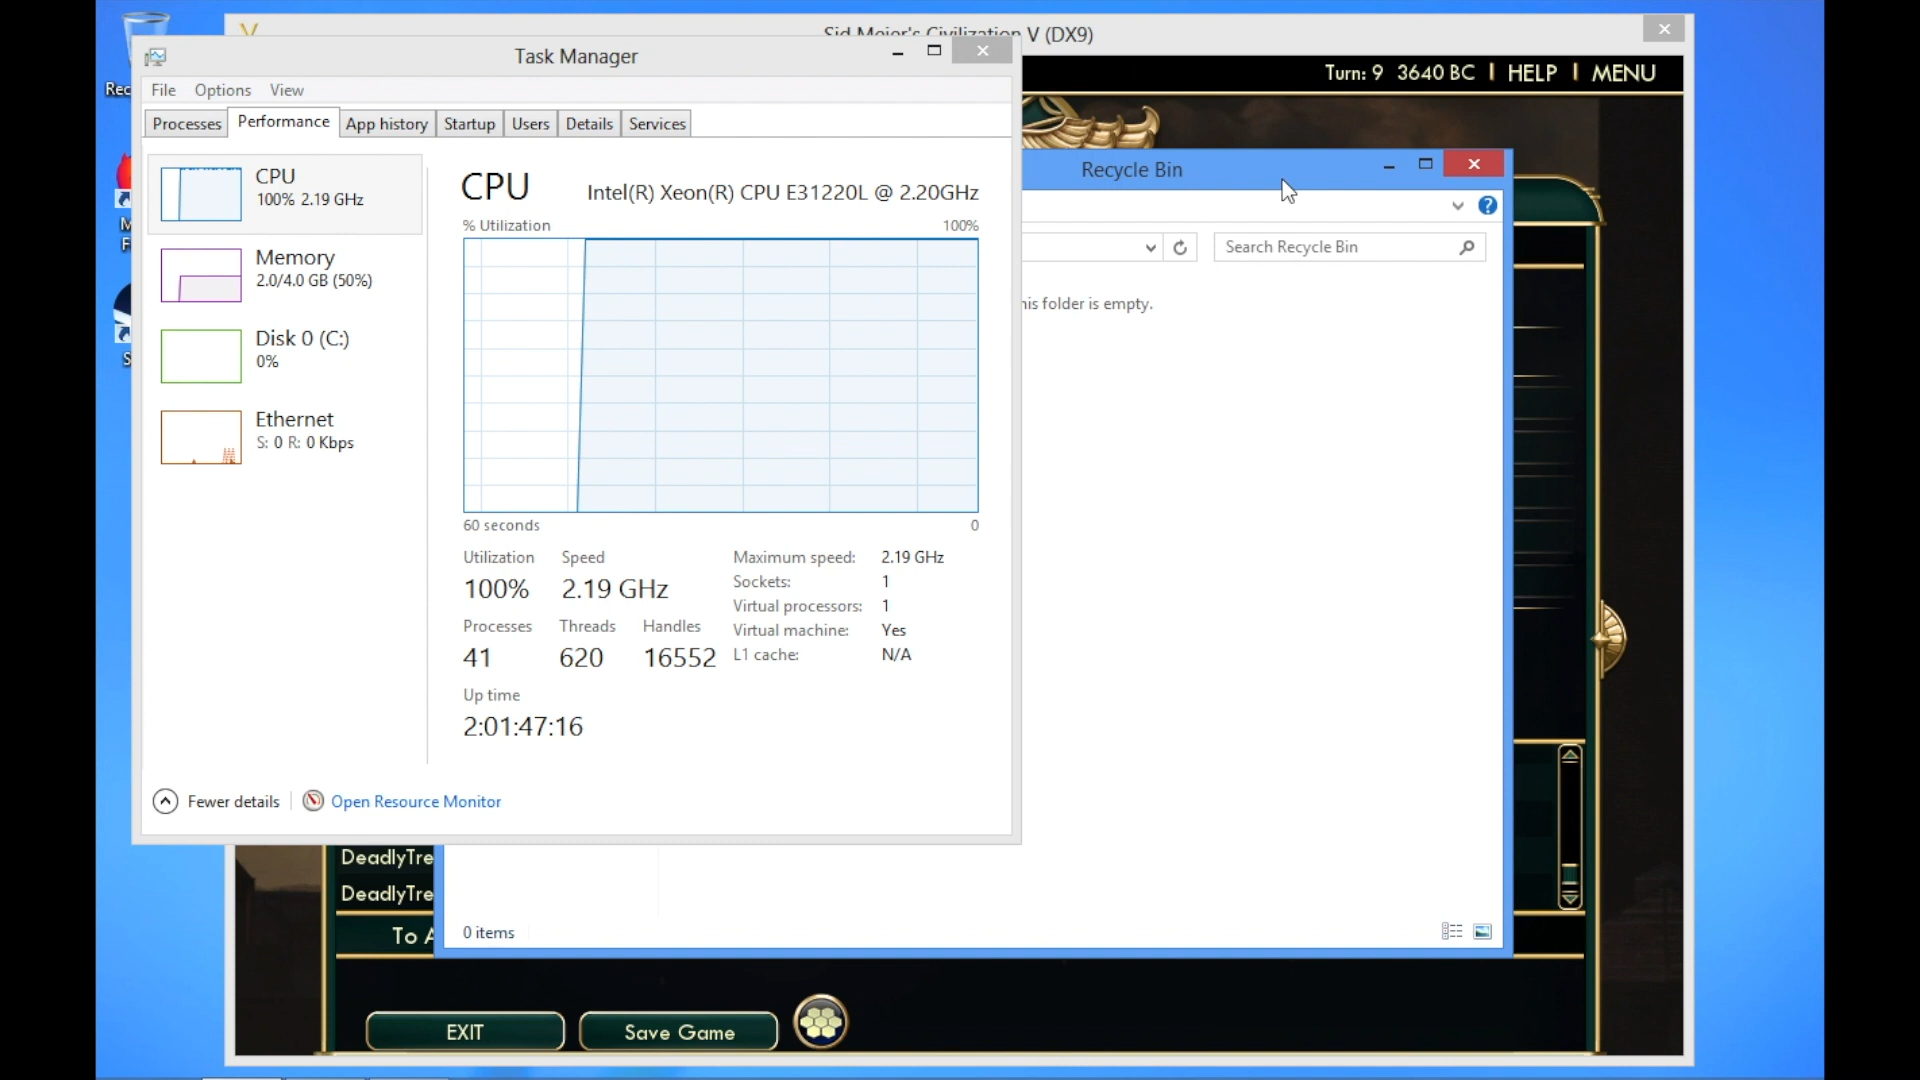 Sid Meier's Civilization V (DX9)
Task Manager
Turn: 9 3640 BC | HELP | MENU
File Options View
Processes Performance App history Startup Users Details Services
Recycle Bin
CPU
100% 2.19 GHz
CPU Intel(R) Xeon(R) CPU E31220L @ 2.20GHz
% Utilization 100%
Search Recycle Bin
Memory
2.0/4.0 GB (50%)
his folder is empty.
Disk 0 (C:)
0%
Ethernet
S: 0 R: 0 Kbps
60 seconds 0
Utilization Speed
100% 2.19 GHz
Maximum speed: 2.19 GHz
Sockets: 1
Virtual processors: 1
Virtual machine: Yes
L1 cache: N/A
Processes Threads Handles
41 620 16552
Up time
2:01:47:16
Fewer details Open Resource Monitor
DeadlyTre
DeadlyTre
To A
0 items
EXIT Save Game